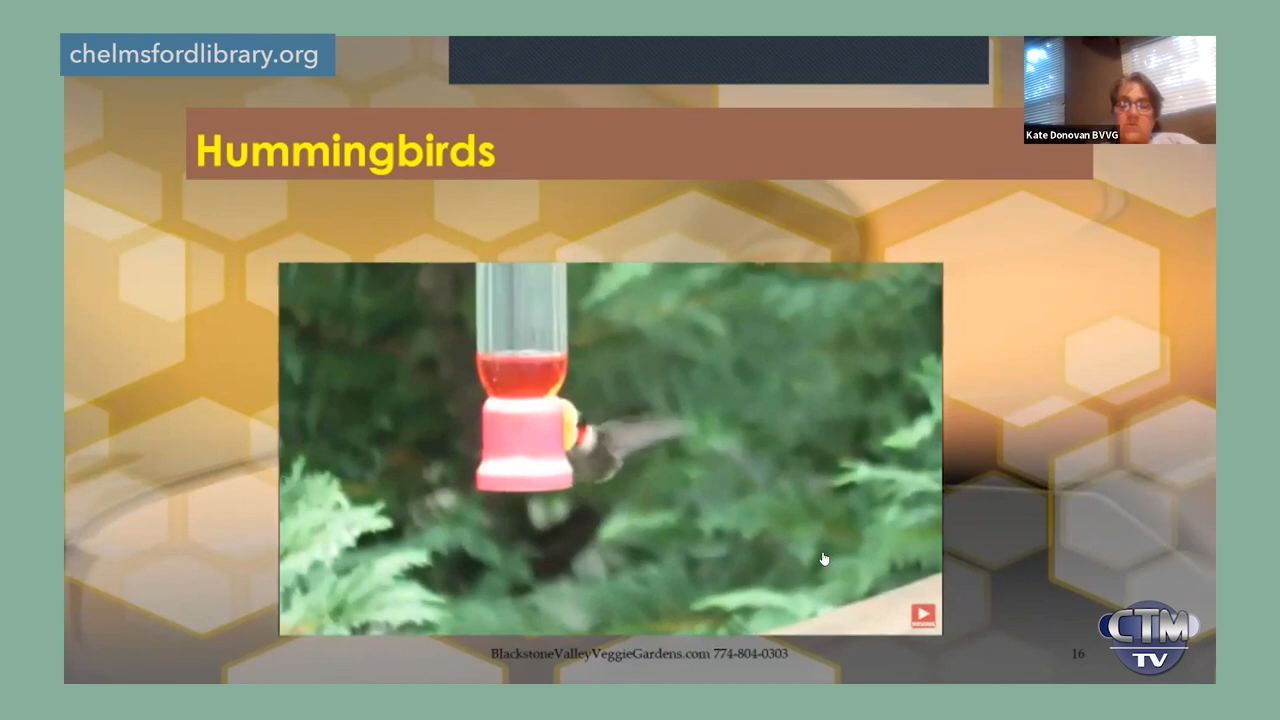 chelmsfordlibrary.org
Kate Donovan BVVG
Hummingbirds
BlackstoneValleyVeggieGardens.com 774-804-0303
16
CTM
TV